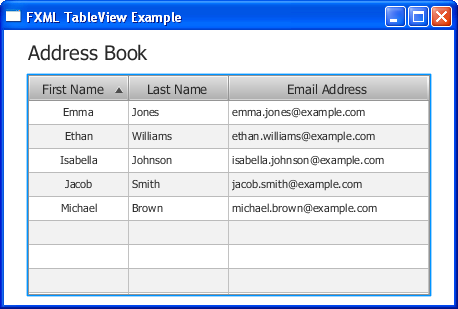 FXML TableView Example
Address Book
First Name Last Name Email Address
Emma Jones emma.jones@example.com
Ethan Williams ethan.williams@example.com
Isabella Johnson isabella.johnson@example.com
Jacob Smith jacob.smith@example.com
Michael Brown michael.brown@example.com